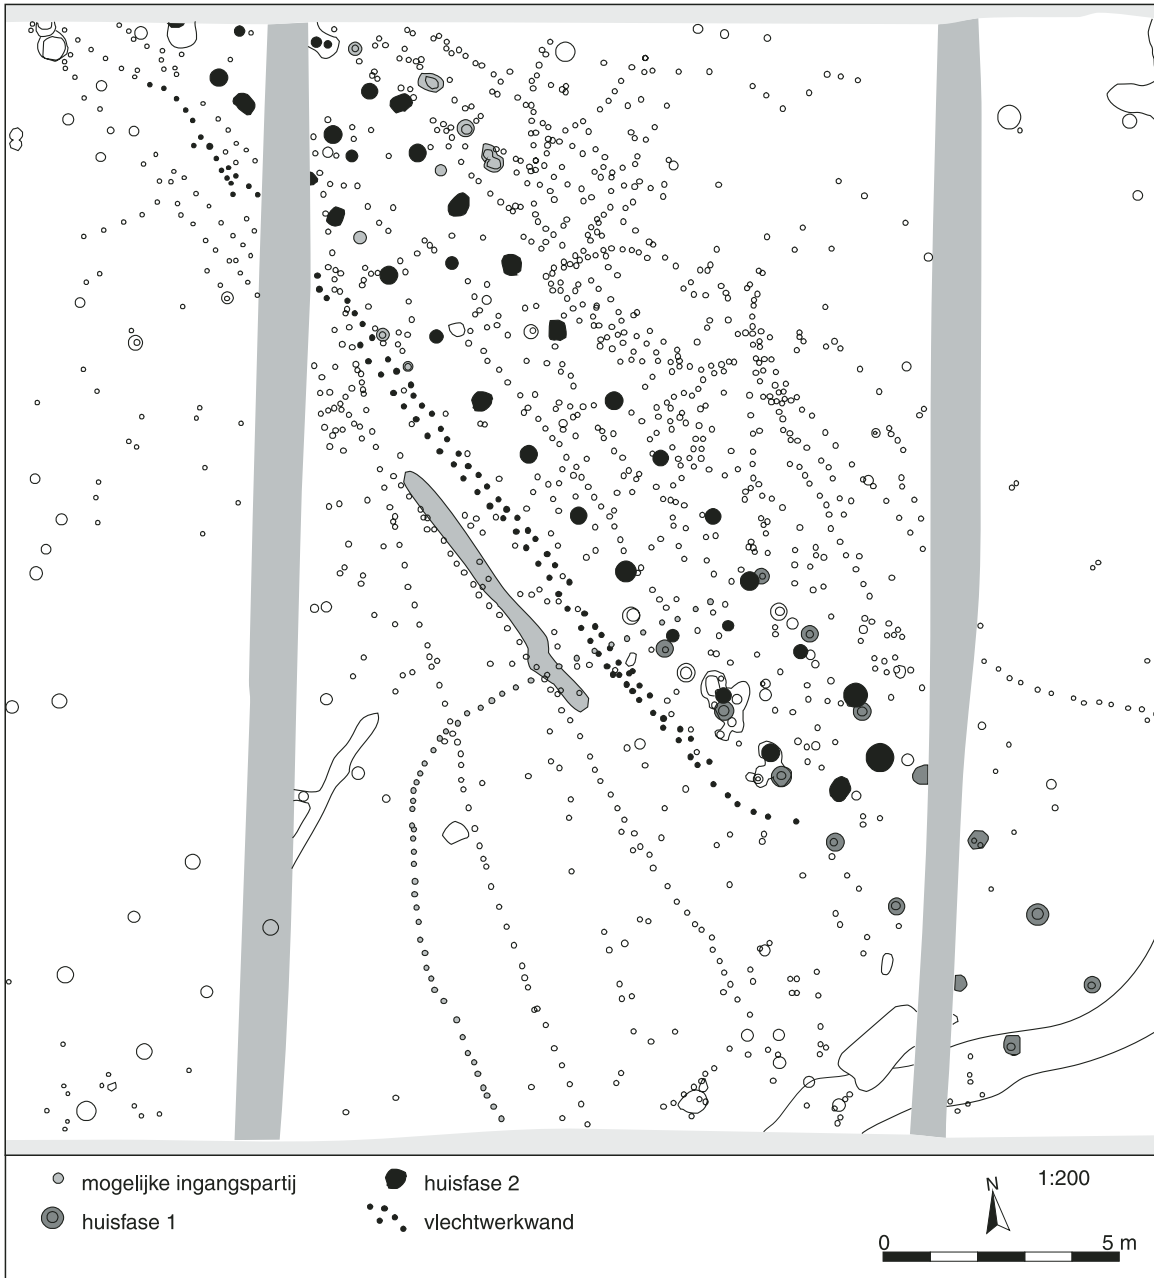 mogelijke ingangspartij
huisfase 1
huisfase 2
vlechtwerkwand
N
1:200
0 5 m